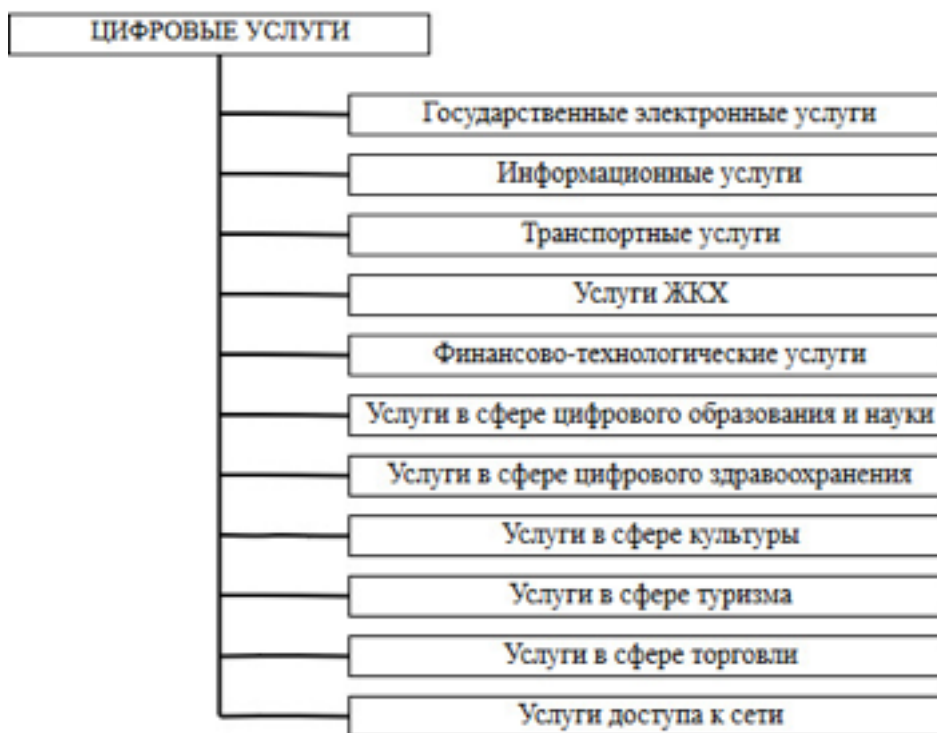 ЦИФРОВЫЕ УСЛУГИ
Государственные электронные услуги
Информационные услуги
Транспортные услуги
Услуги ЖКХ
Финансово-технологические услуги
Услуги в сфере цифрового образования и науки
Услуги в сфере цифрового здравоохранения
Услуги в сфере культуры
Услуги в сфере туризма
Услуги в сфере торговли
Услуги доступа к сети